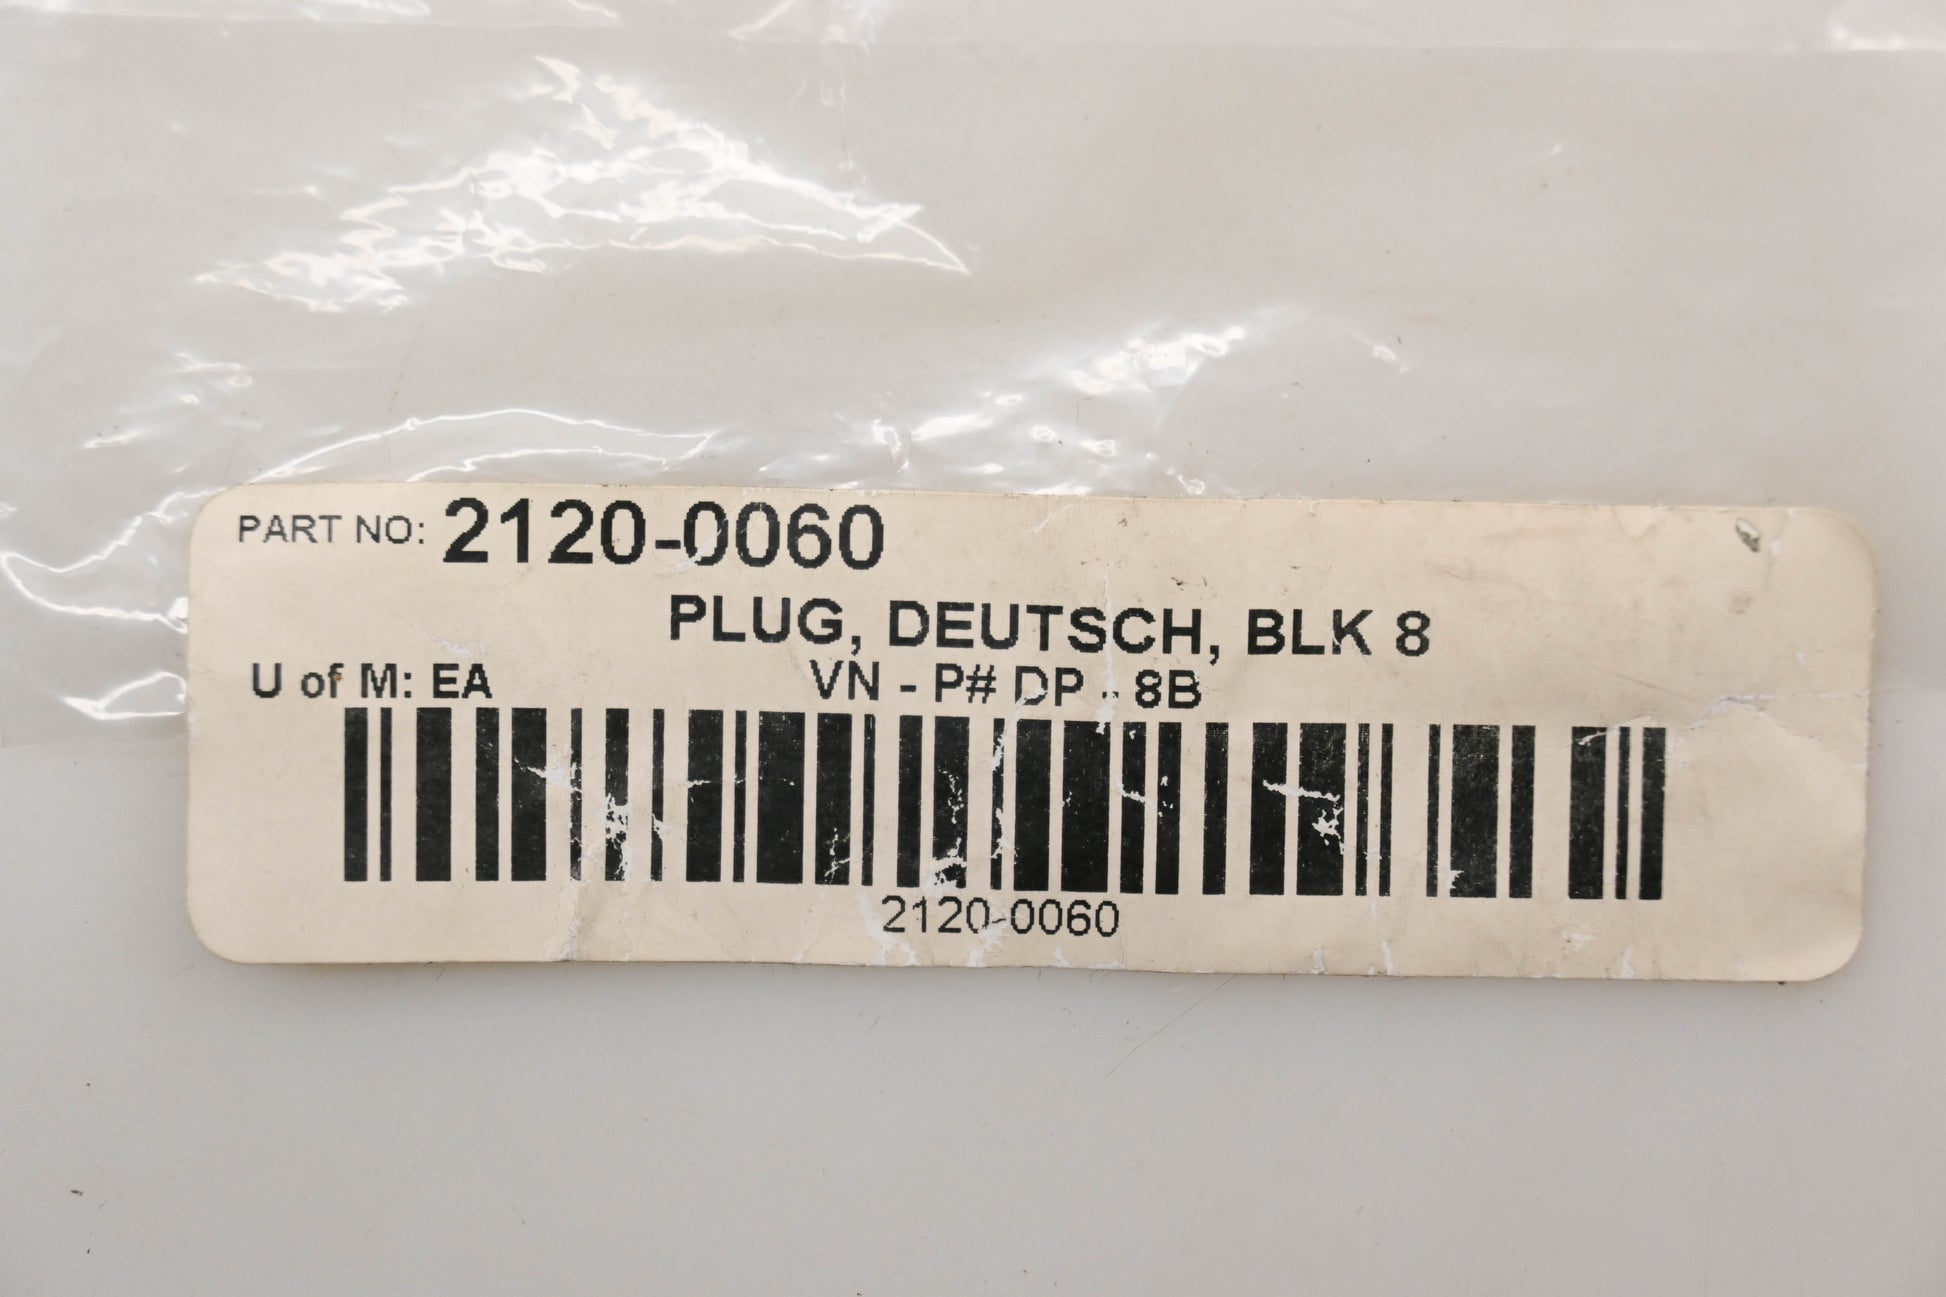 PART NO: 2120-0060
PLUG, DEUTSCH, BLK 8
U of M: EA VN - P# DP - 8B
2120-0060